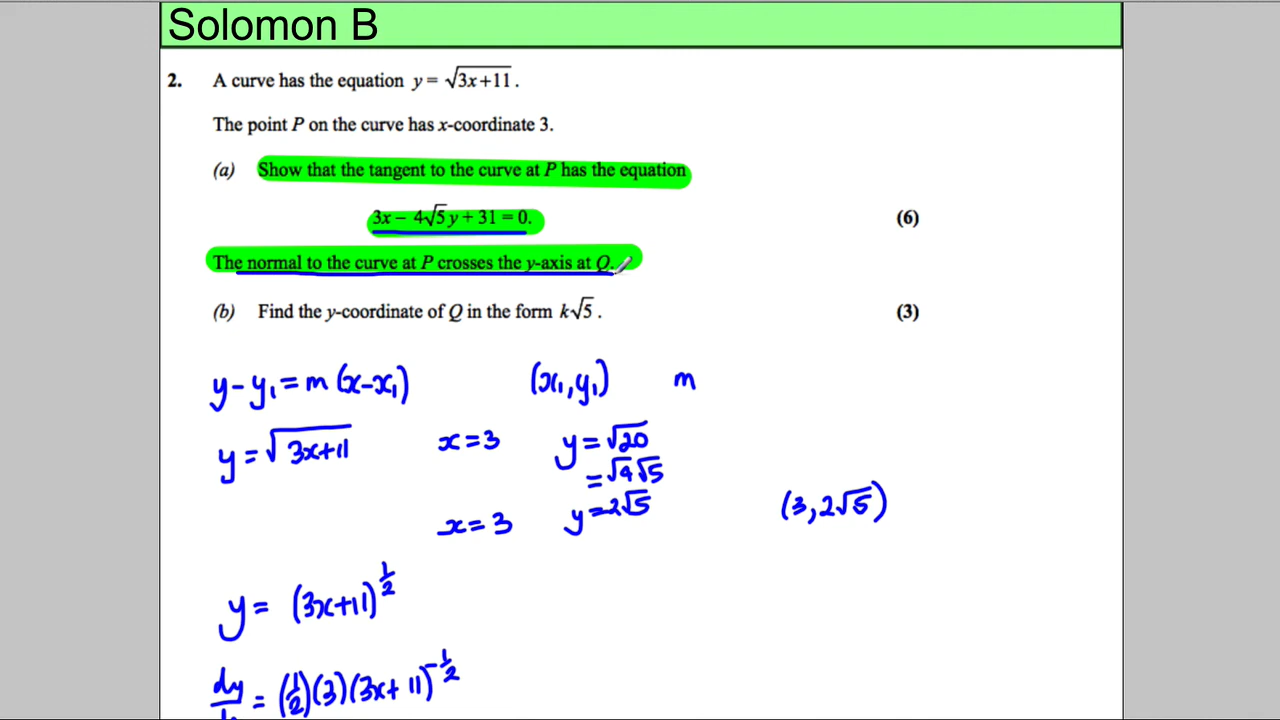 Solomon B
2. A curve has the equation y = √3x+11 .
The point P on the curve has x-coordinate 3.
(a) Show that the tangent to the curve at P has the equation
3x − 4√5 y + 31 = 0. (6)
The normal to the curve at P crosses the y-axis at Q.
(b) Find the y-coordinate of Q in the form k√5 . (3)
y − y₁ = m (x − x₁) (x₁, y₁) m
y = √3x+11 x = 3 y = √20
= √4 √5
x = 3 y = 2√5 (3, 2√5)
y = (3x+11)^½
dy = (½)(3)(3x+11)^-½